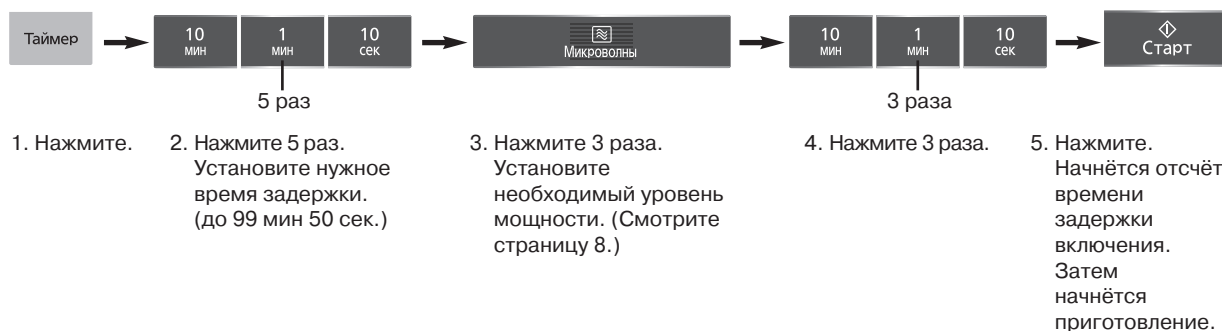 Таймер
10 мин
1 мин
10 сек
Микроволны
10 мин
1 мин
10 сек
Старт
5 раз
3 раза
1. Нажмите.
2. Нажмите 5 раз.
Установите нужное
время задержки.
(до 99 мин 50 сек.)
3. Нажмите 3 раза.
Установите
необходимый уровень
мощности. (Смотрите
страницу 8.)
4. Нажмите 3 раза.
5. Нажмите.
Начнётся отсчёт
времени
задержки
включения.
Затем
начнётся
приготовление.